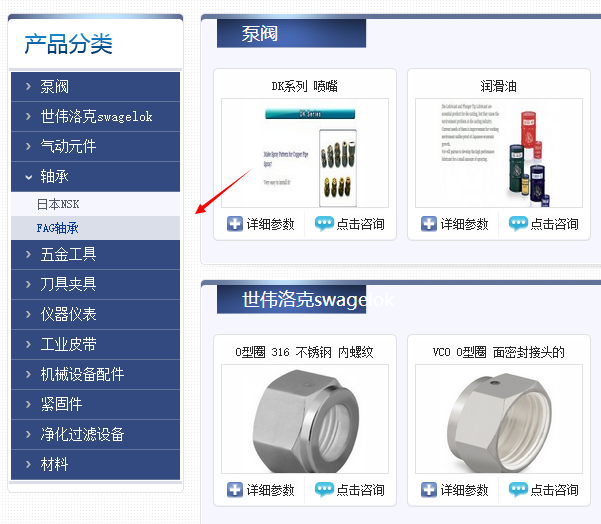 产品分类
泵阀
世伟洛克swagelok
气动元件
轴承
日本NSK
FAG轴承
五金工具
刀具夹具
仪器仪表
工业皮带
机械设备配件
紧固件
净化过滤设备
材料
泵阀
DK系列 喷嘴
DK Series
Very easy to install!
详细参数
点击咨询
润滑油
详细参数
点击咨询
世伟洛克swagelok
O型圈 316 不锈钢 内螺纹
详细参数
点击咨询
VCO O型圈 面密封接头的
详细参数
点击咨询